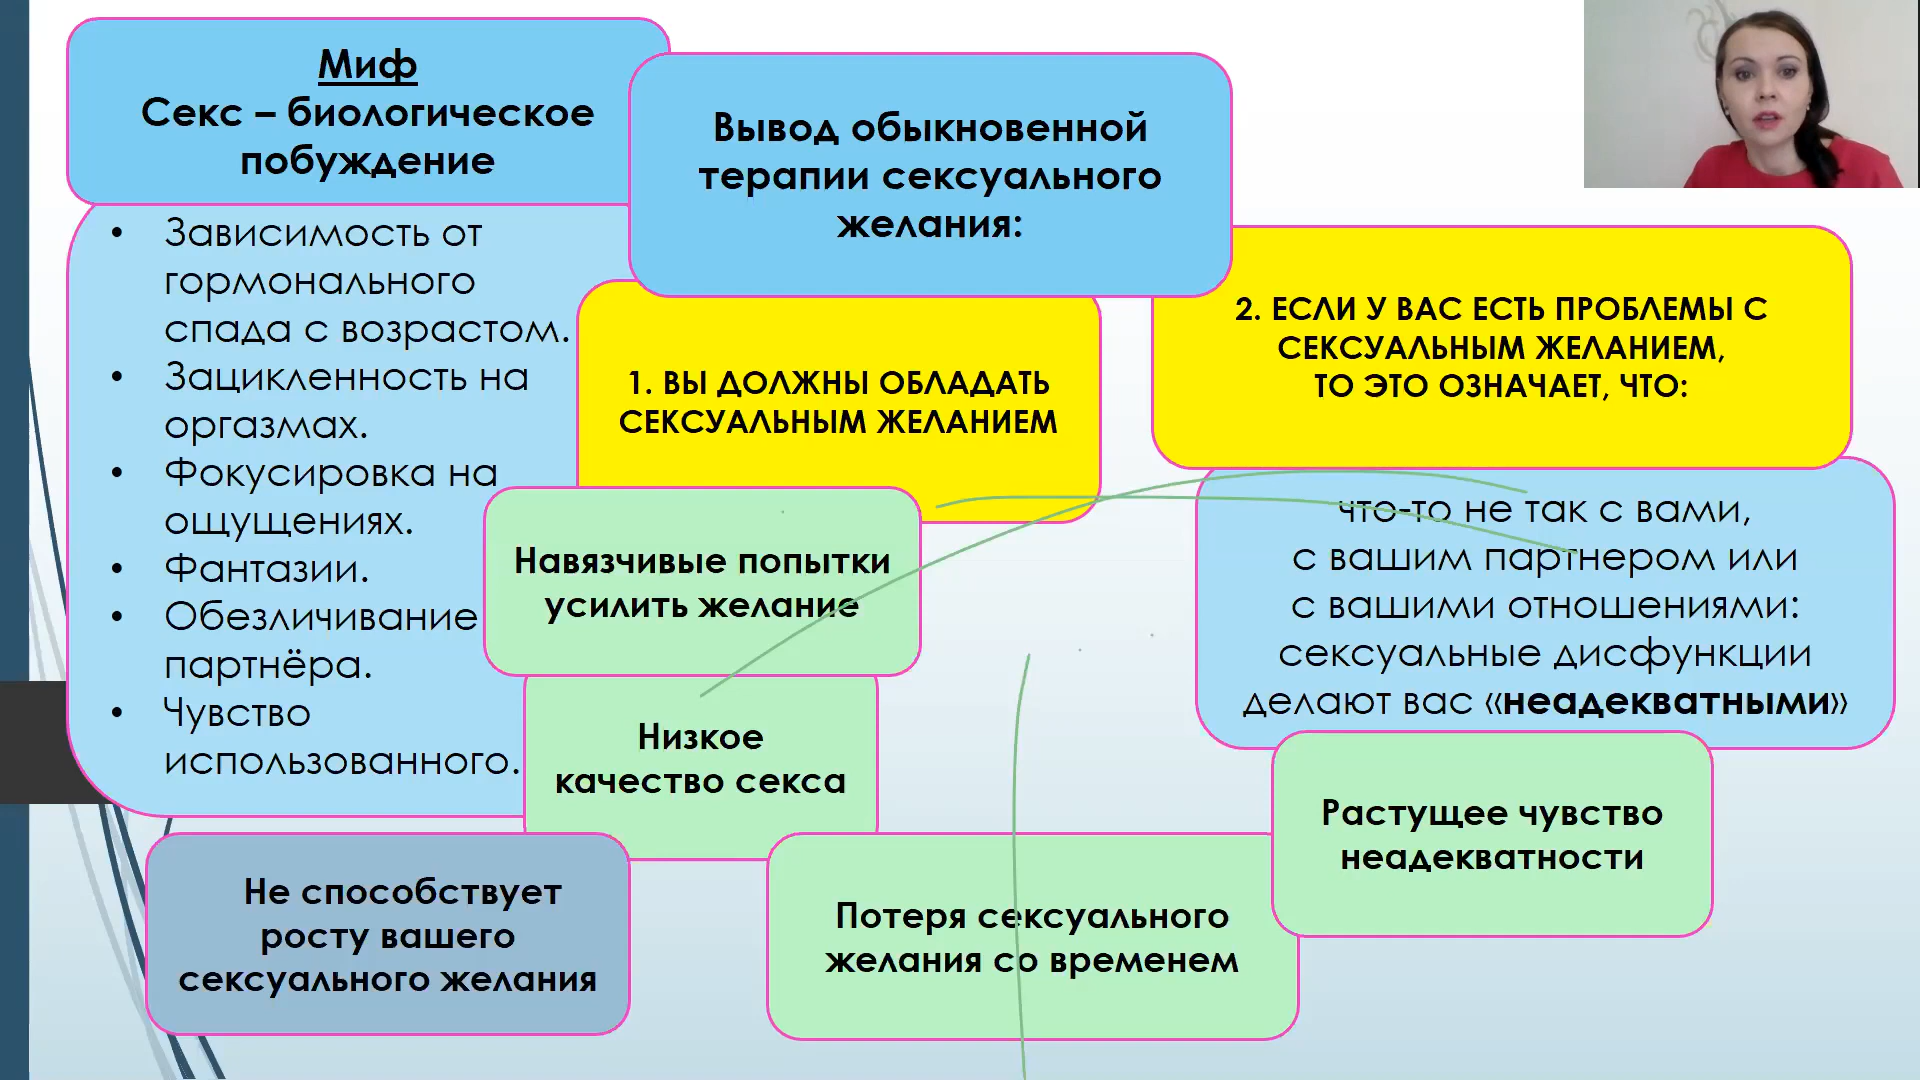 Миф
Секс – биологическое
побуждение
• Зависимость от
гормонального
спада с возрастом.
• Зацикленность на
оргазмах.
• Фокусировка на
ощущениях.
• Фантазии.
• Обезличивание
партнёра.
• Чувство
использованного.
Вывод обыкновенной
терапии сексуального
желания:
1. ВЫ ДОЛЖНЫ ОБЛАДАТЬ
СЕКСУАЛЬНЫМ ЖЕЛАНИЕМ
2. ЕСЛИ У ВАС ЕСТЬ ПРОБЛЕМЫ С
СЕКСУАЛЬНЫМ ЖЕЛАНИЕМ,
ТО ЭТО ОЗНАЧАЕТ, ЧТО:
что-то не так с вами,
с вашим партнером или
с вашими отношениями:
сексуальные дисфункции
делают вас «неадекватными»
Навязчивые попытки
усилить желание
Низкое
качество секса
Растущее чувство
неадекватности
Не способствует
росту вашего
сексуального желания
Потеря сексуального
желания со временем